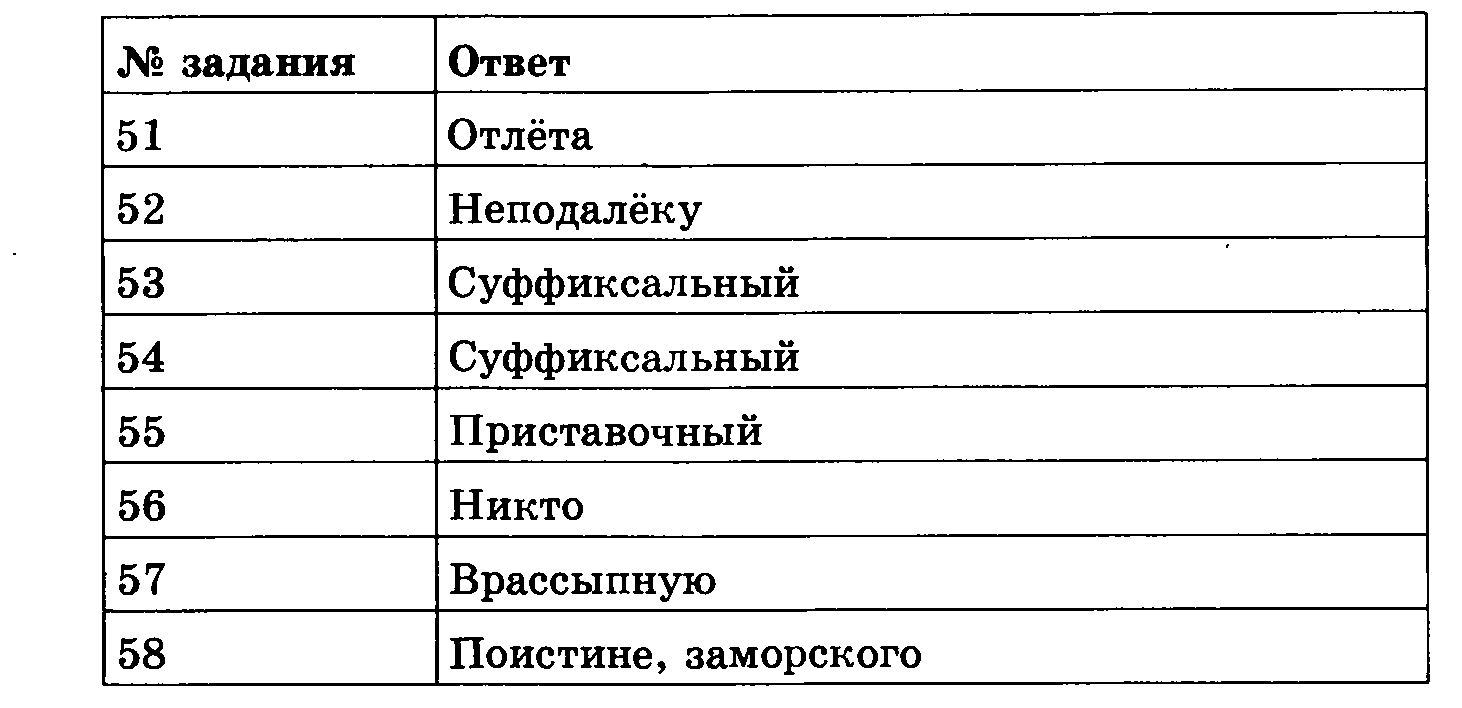 № задания Ответ
51 Отлёта
52 Неподалёку
53 Суффиксальный
54 Суффиксальный
55 Приставочный
56 Никто
57 Врассыпную
58 Поистине, заморского